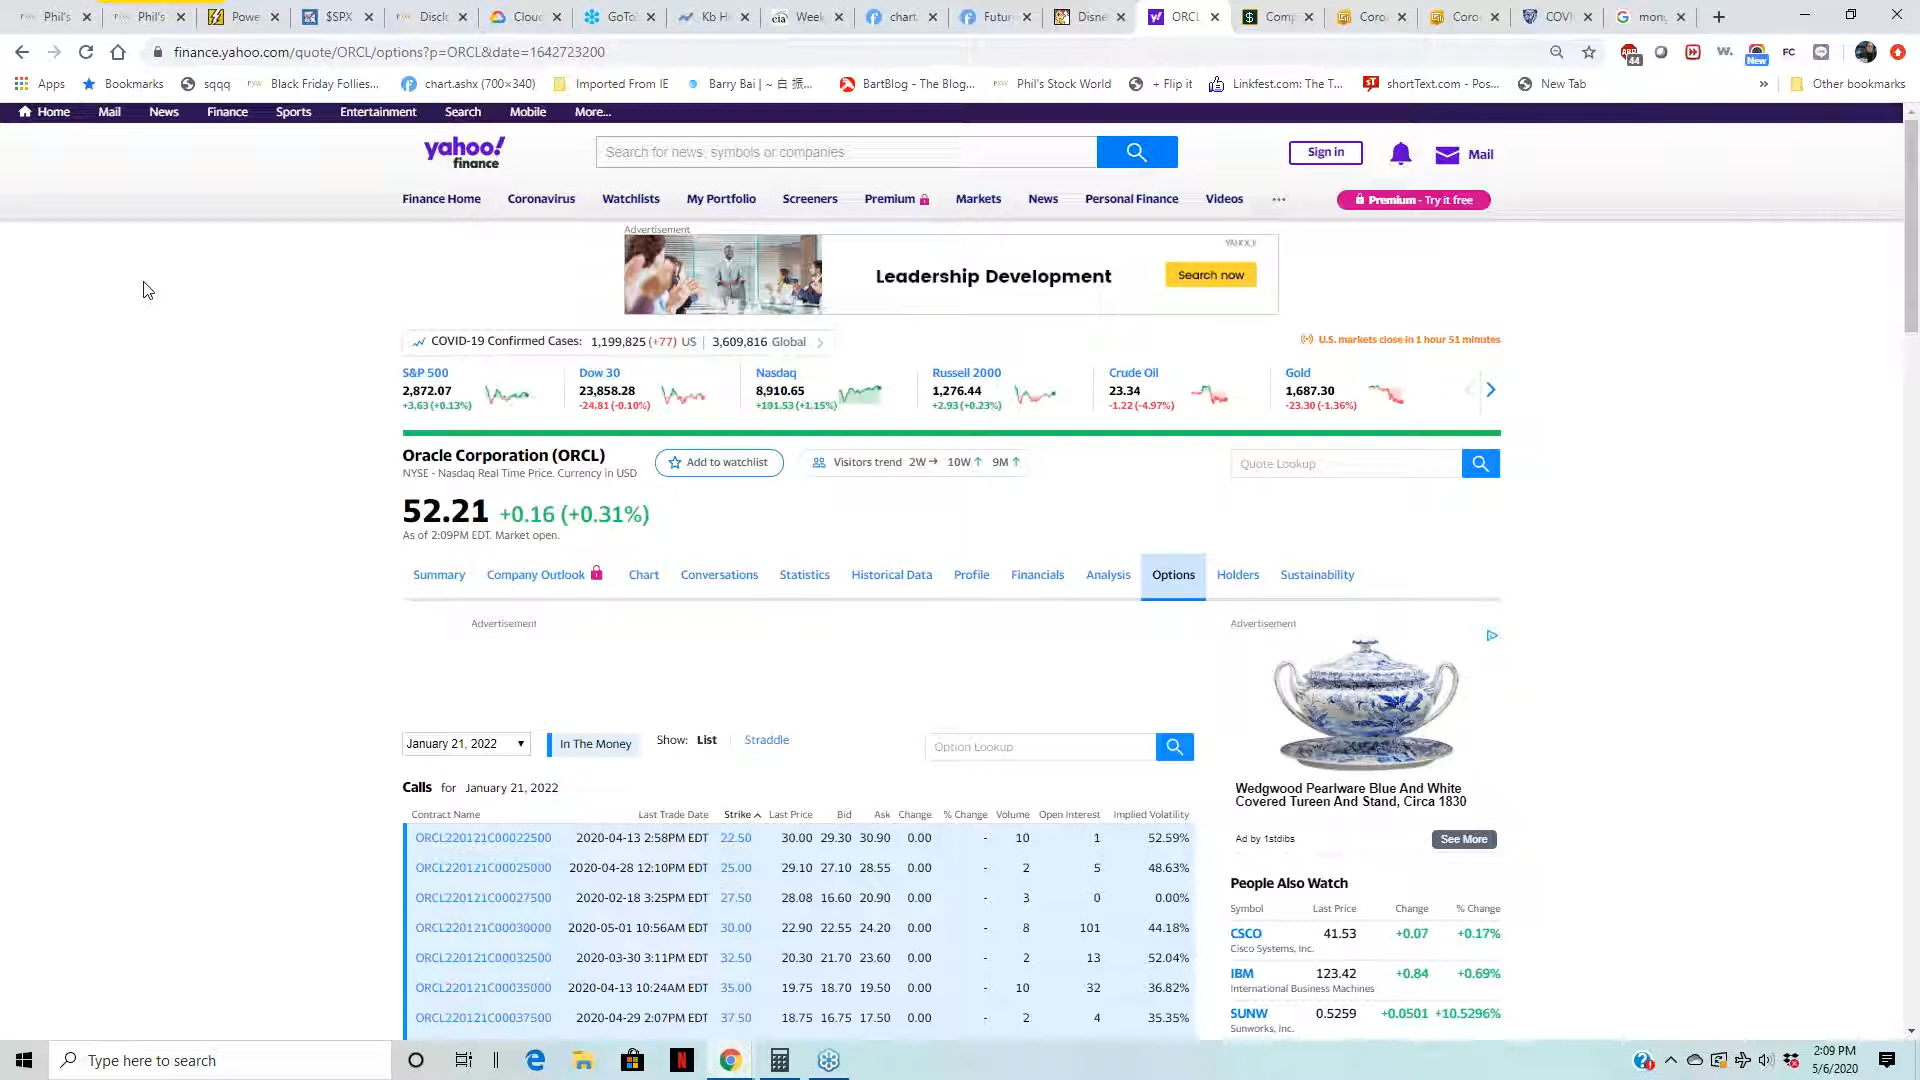 Phil's
Phil's
Powe
$SPX
Disclo
Cloud
GoTo
Kb H
Week
chart.
Futur
Disne
ORCL
Comp
Coro
Coro
COVI
mon
finance.yahoo.com/quote/ORCL/options?p=ORCL&date=1642723200
44
New
FC
Apps
Bookmarks
sqqq
Black Friday Follies...
chart.ashx (700×340)
Imported From IE
Barry Bai | ~ 白 振...
BartBlog - The Blog...
Phil's Stock World
+ Flip it
Linkfest.com: The T...
shortText.com - Pos...
New Tab
»
Other bookmarks
Home
Mail
News
Finance
Sports
Entertainment
Search
Mobile
More...
yahoo!
finance
Search for news, symbols or companies
Sign in
Mail
Finance Home
Coronavirus
Watchlists
My Portfolio
Screeners
Premium
Markets
News
Personal Finance
Videos
...
Premium - Try it free
Advertisement
Leadership Development
Search now
COVID-19 Confirmed Cases: 1,199,825 (+77) US | 3,609,816 Global
U.S. markets close in 1 hour 51 minutes
S&P 500
2,872.07
+3.63 (+0.13%)
Dow 30
23,858.28
-24.81 (-0.10%)
Nasdaq
8,910.65
+101.53 (+1.15%)
Russell 2000
1,276.44
+2.93 (+0.23%)
Crude Oil
23.34
-1.22 (-4.97%)
Gold
1,687.30
-23.30 (-1.36%)
Oracle Corporation (ORCL)
NYSE - Nasdaq Real Time Price. Currency in USD
Add to watchlist
Visitors trend 2W→ 10W↑ 9M↑
Quote Lookup
52.21 +0.16 (+0.31%)
As of 2:09PM EDT. Market open.
Summary
Company Outlook
Chart
Conversations
Statistics
Historical Data
Profile
Financials
Analysis
Options
Holders
Sustainability
Advertisement
Advertisement
January 21, 2022
In The Money
Show: List | Straddle
Option Lookup
Calls for January 21, 2022
Contract Name Last Trade Date Strike Last Price Bid Ask Change % Change Volume Open Interest Implied Volatility
ORCL220121C00022500 2020-04-13 2:58PM EDT 22.50 30.00 29.30 30.90 0.00 - 10 1 52.59%
ORCL220121C00025000 2020-04-28 12:10PM EDT 25.00 29.10 27.10 28.55 0.00 - 2 5 48.63%
ORCL220121C00027500 2020-02-18 3:25PM EDT 27.50 28.08 16.60 20.90 0.00 - 3 0 0.00%
ORCL220121C00030000 2020-05-01 10:56AM EDT 30.00 22.90 22.55 24.20 0.00 - 8 101 44.18%
ORCL220121C00032500 2020-03-30 3:11PM EDT 32.50 20.30 21.70 23.60 0.00 - 2 13 52.04%
ORCL220121C00035000 2020-04-13 10:24AM EDT 35.00 19.75 18.70 19.50 0.00 - 10 32 36.82%
ORCL220121C00037500 2020-04-29 2:07PM EDT 37.50 18.75 16.75 17.50 0.00 - 2 4 35.35%
Wedgwood Pearlware Blue And White
Covered Tureen And Stand, Circa 1830
Ad by 1stdibs
See More
People Also Watch
Symbol Last Price Change % Change
CSCO 41.53 +0.07 +0.17%
Cisco Systems, Inc.
IBM 123.42 +0.84 +0.69%
International Business Machines
SUNW 0.5259 +0.0501 +10.5296%
Sunworks, Inc.
Type here to search
2:09 PM
5/6/2020